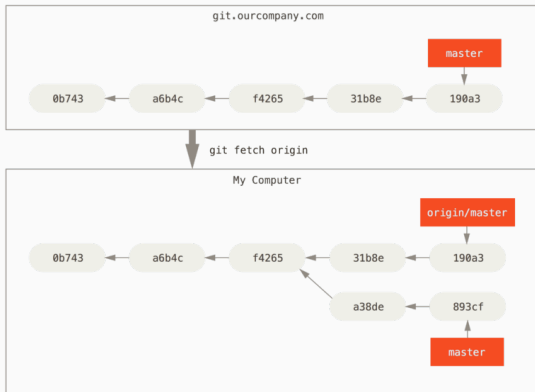 git.ourcompany.com
master
0b743 a6b4c f4265 31b8e 190a3
git fetch origin
My Computer
origin/master
0b743 a6b4c f4265 31b8e 190a3
a38de 893cf
master